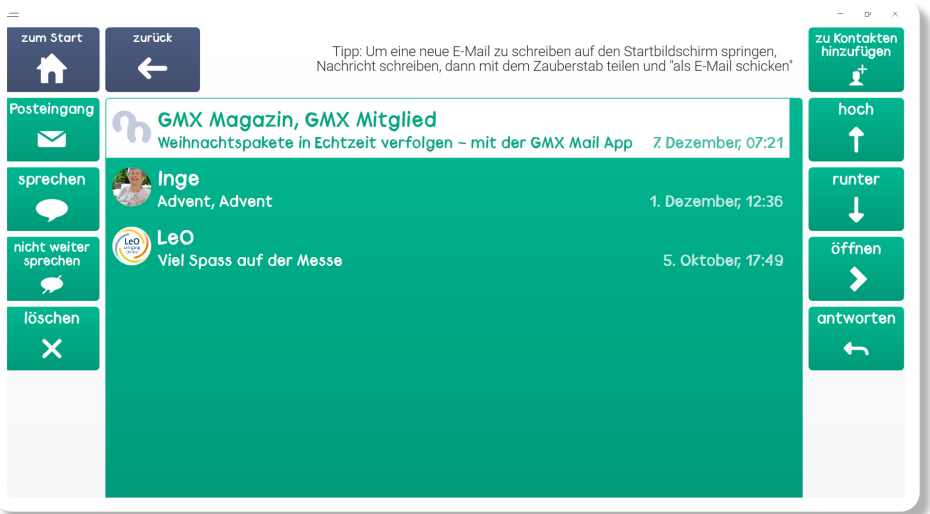 zum Start
zurück
Tipp: Um eine neue E-Mail zu schreiben auf den Startbildschirm springen,
Nachricht schreiben, dann mit dem Zauberstab teilen und "als E-Mail schicken"
zu Kontakten
hinzufügen
Posteingang
GMX Magazin, GMX Mitglied
Weihnachtspakete in Echtzeit verfolgen – mit der GMX Mail App 7. Dezember, 07:21
hoch
sprechen
Inge
Advent, Advent 1. Dezember, 12:36
runter
nicht weiter
sprechen
LeO
LeO
Viel Spass auf der Messe 5. Oktober, 17:49
öffnen
löschen
antworten